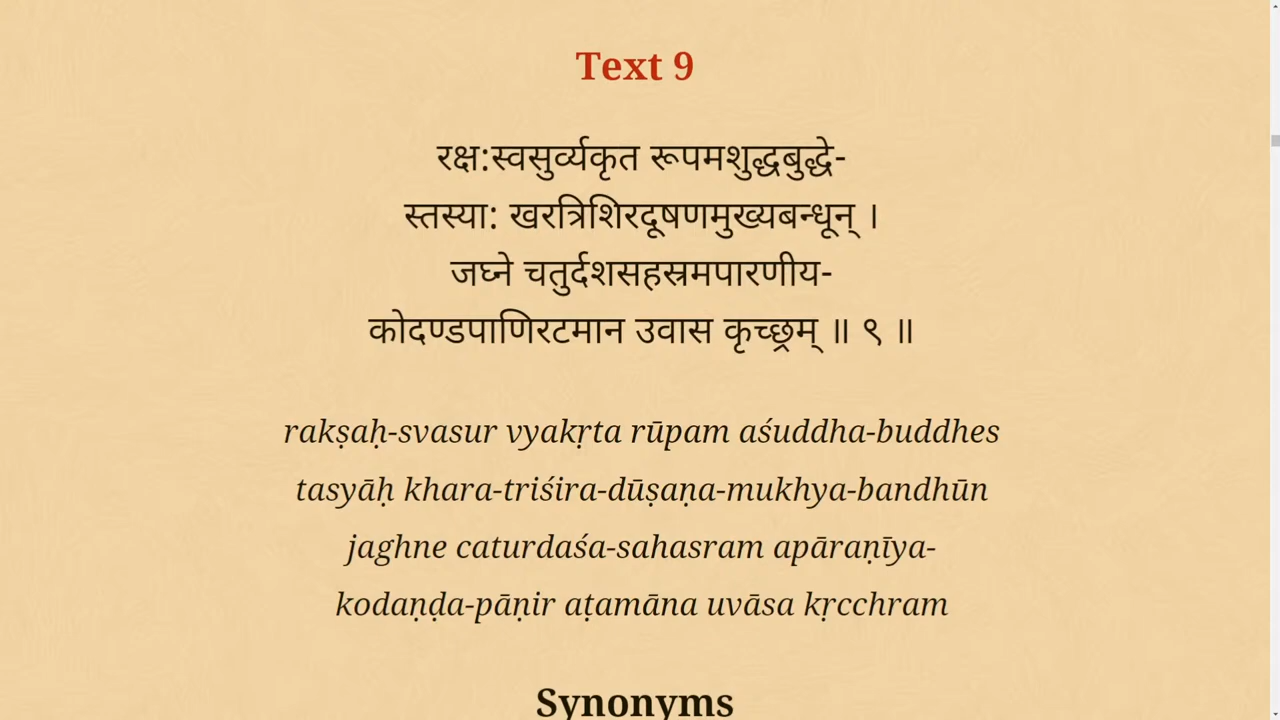 Text 9
रक्ष:स्वसुर्व्यकृत रूपमशुद्धबुद्धे-
स्तस्या: खरत्रिशिरदूषणमुख्यबन्धून् ।
जघ्ने चतुर्दशसहस्रमपारणीय-
कोदण्डपाणिरटमान उवास कृच्छ्रम् ॥ ९ ॥
rakṣaḥ-svasur vyakṛta rūpam aśuddha-buddhes
tasyāḥ khara-triśira-dūṣaṇa-mukhya-bandhūn
jaghne caturdaśa-sahasram apāraṇīya-
kodaṇḍa-pāṇir aṭamāna uvāsa kṛcchram
Synonyms